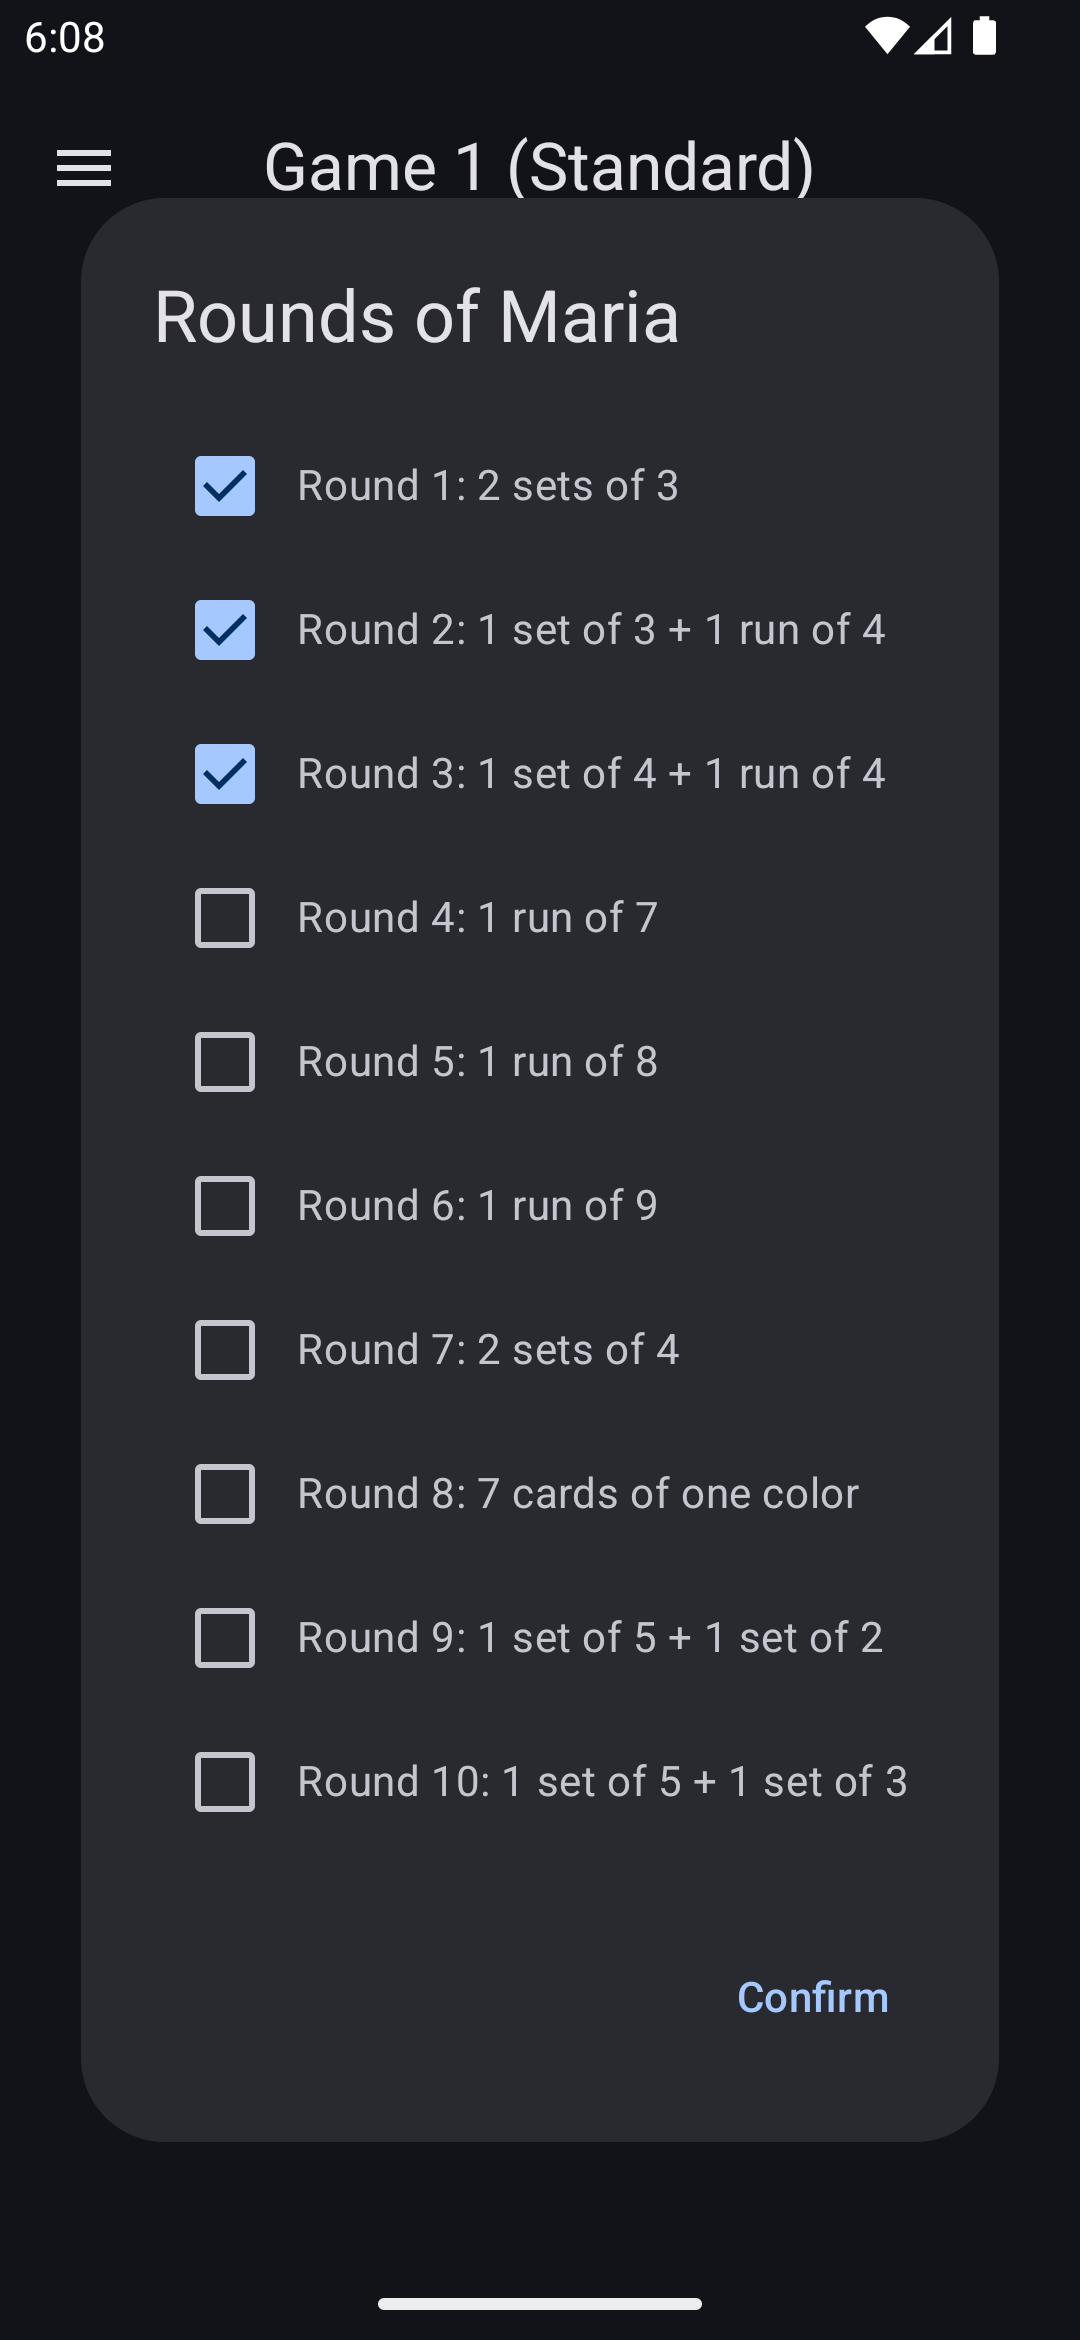 6:08
Game 1 (Standard)
Rounds of Maria
Round 1: 2 sets of 3
Round 2: 1 set of 3 + 1 run of 4
Round 3: 1 set of 4 + 1 run of 4
Round 4: 1 run of 7
Round 5: 1 run of 8
Round 6: 1 run of 9
Round 7: 2 sets of 4
Round 8: 7 cards of one color
Round 9: 1 set of 5 + 1 set of 2
Round 10: 1 set of 5 + 1 set of 3
Confirm